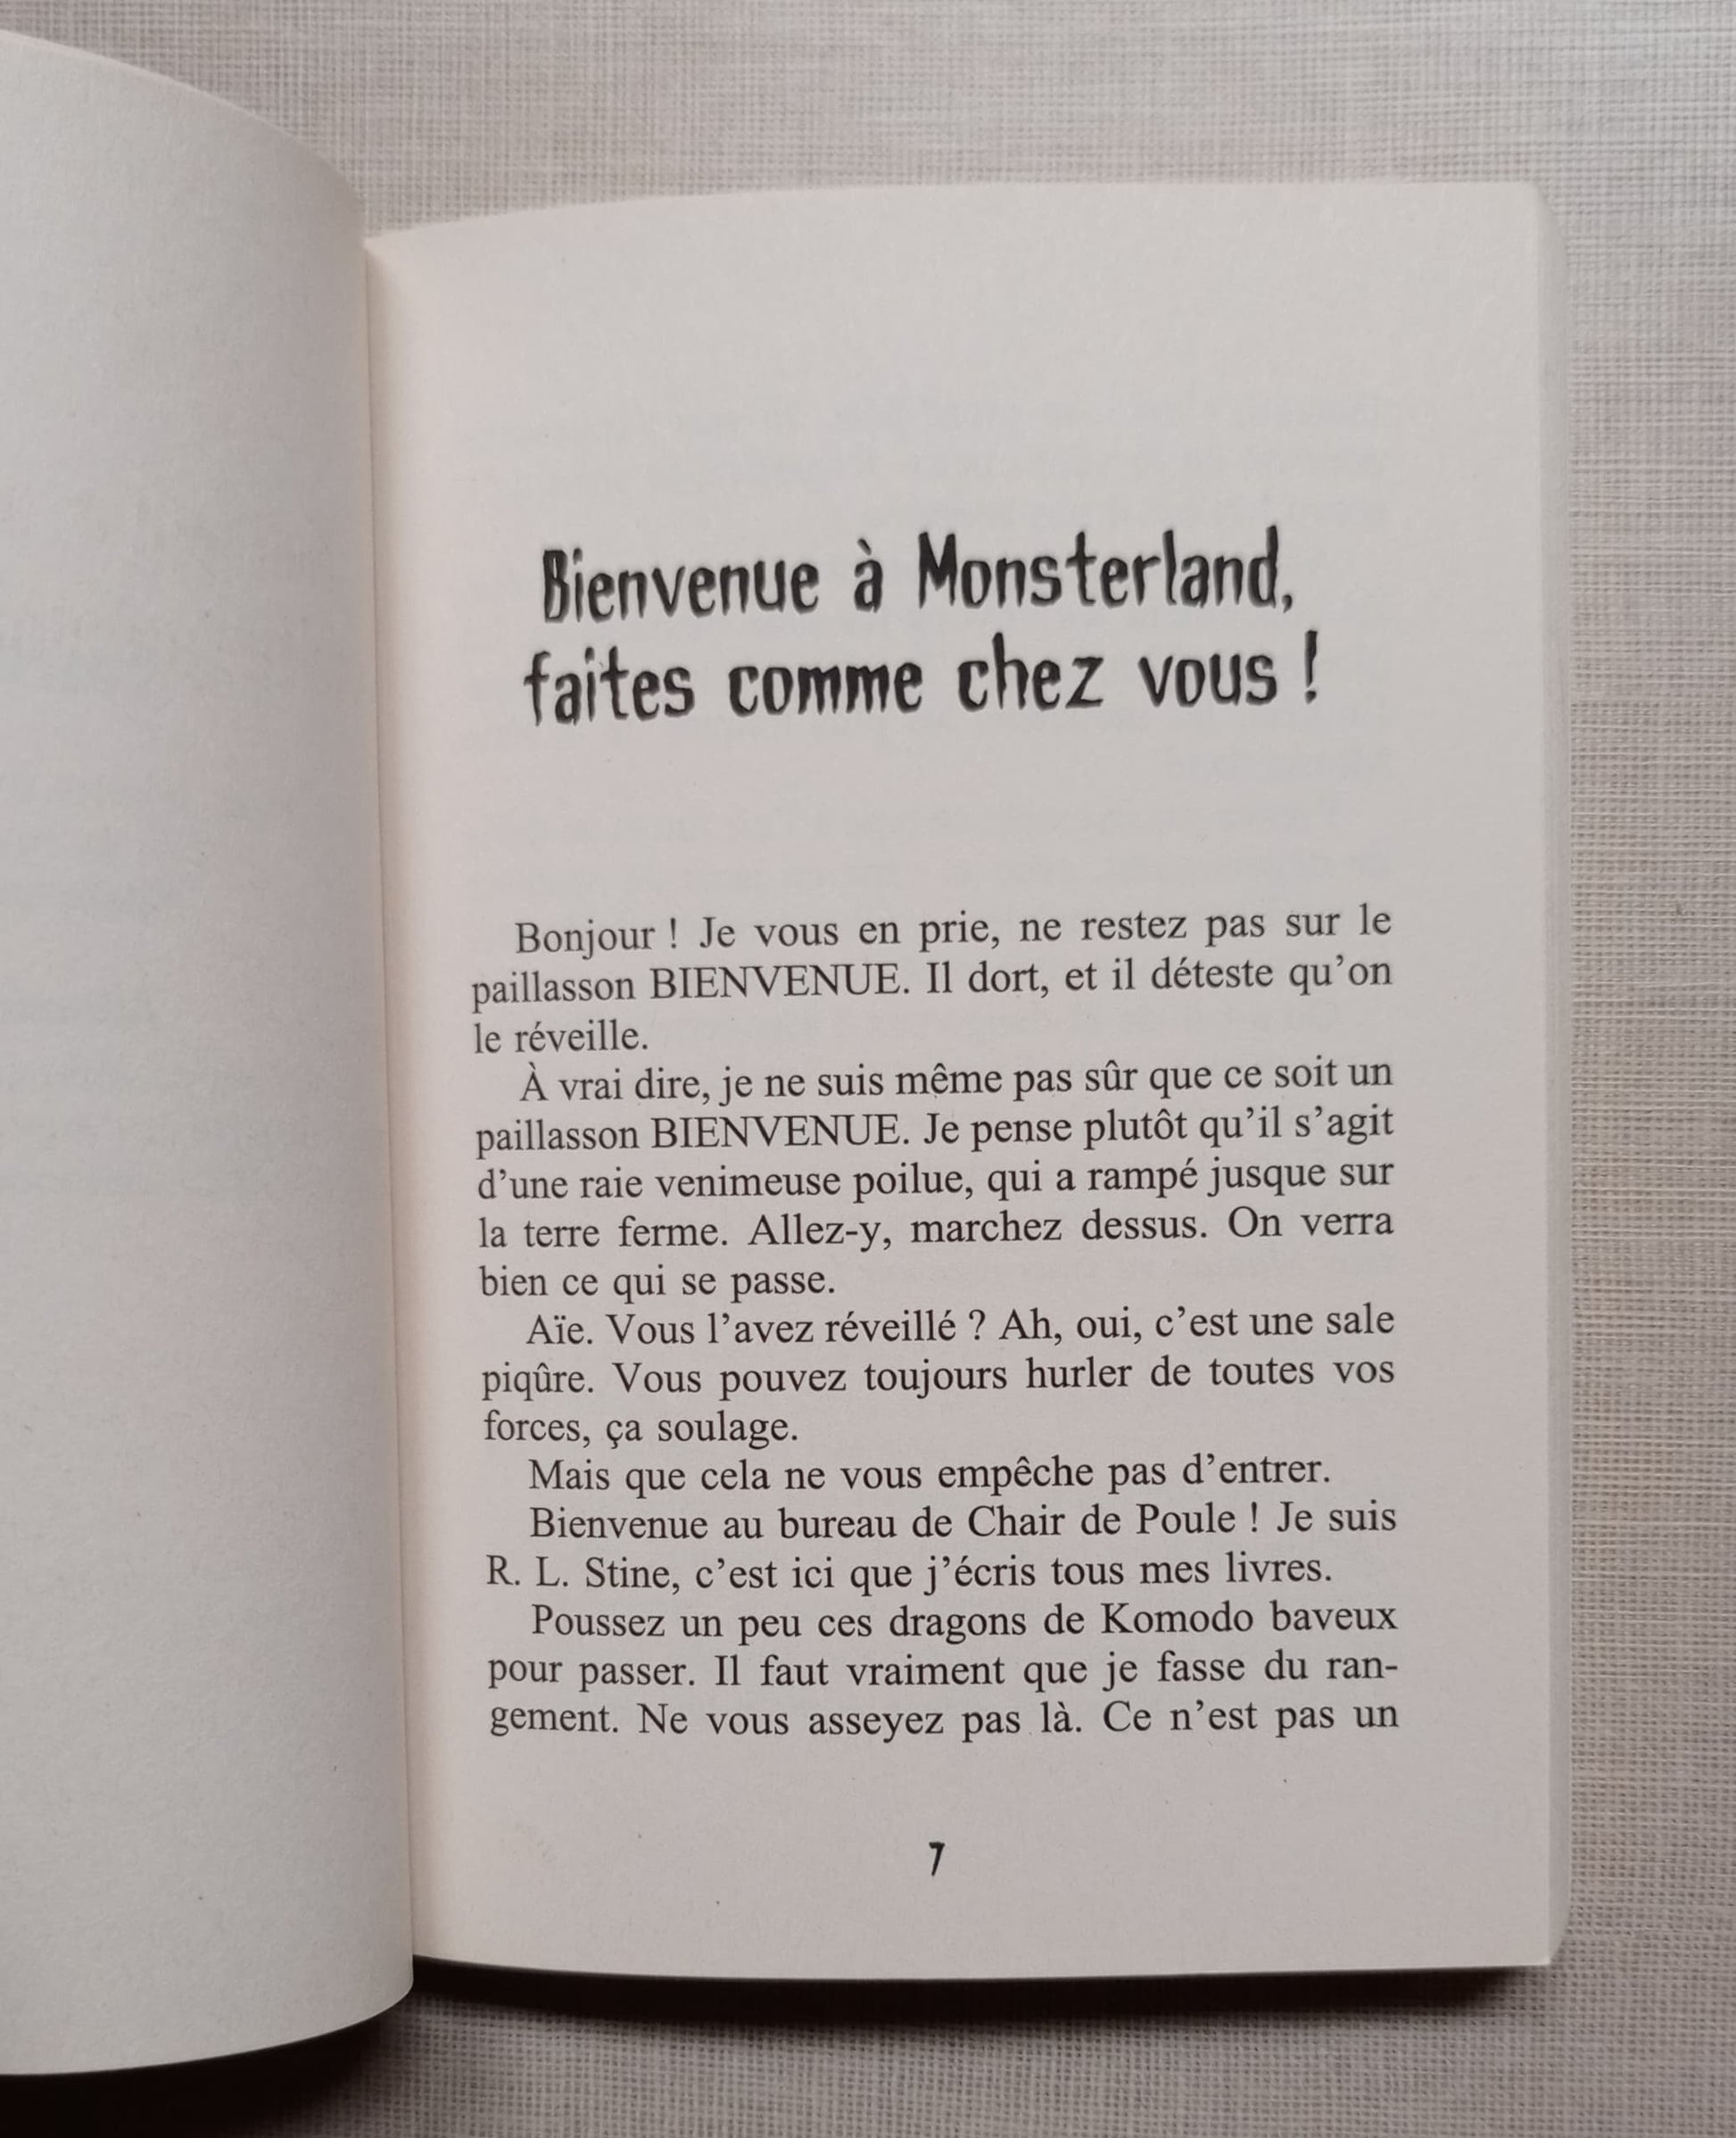 Bienvenue à Monsterland,
faites comme chez vous !
Bonjour ! Je vous en prie, ne restez pas sur le
paillasson BIENVENUE. Il dort, et il déteste qu’on
le réveille.
À vrai dire, je ne suis même pas sûr que ce soit un
paillasson BIENVENUE. Je pense plutôt qu’il s’agit
d’une raie venimeuse poilue, qui a rampé jusque sur
la terre ferme. Allez-y, marchez dessus. On verra
bien ce qui se passe.
Aïe. Vous l’avez réveillé ? Ah, oui, c’est une sale
piqûre. Vous pouvez toujours hurler de toutes vos
forces, ça soulage.
Mais que cela ne vous empêche pas d’entrer.
Bienvenue au bureau de Chair de Poule ! Je suis
R. L. Stine, c’est ici que j’écris tous mes livres.
Poussez un peu ces dragons de Komodo baveux
pour passer. Il faut vraiment que je fasse du ran-
gement. Ne vous asseyez pas là. Ce n’est pas un
7